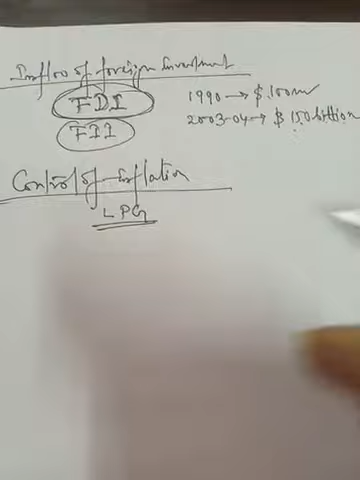 Inflow of foreign Investment
FDI
1990 → $ 100m
FII
2003-04 → $ 150 billion
Control of Inflation
LPG